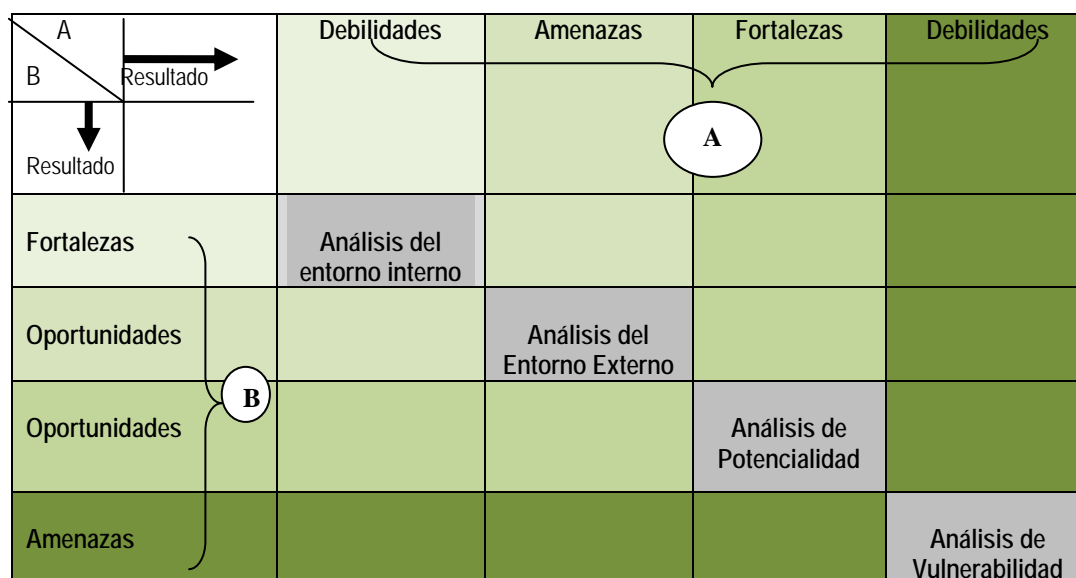 A
B
Resultado
Resultado
Debilidades
Amenazas
Fortalezas
Debilidades
A
Fortalezas
Análisis del
entorno interno
Oportunidades
Análisis del
Entorno Externo
B
Oportunidades
Análisis de
Potencialidad
Amenazas
Análisis de
Vulnerabilidad